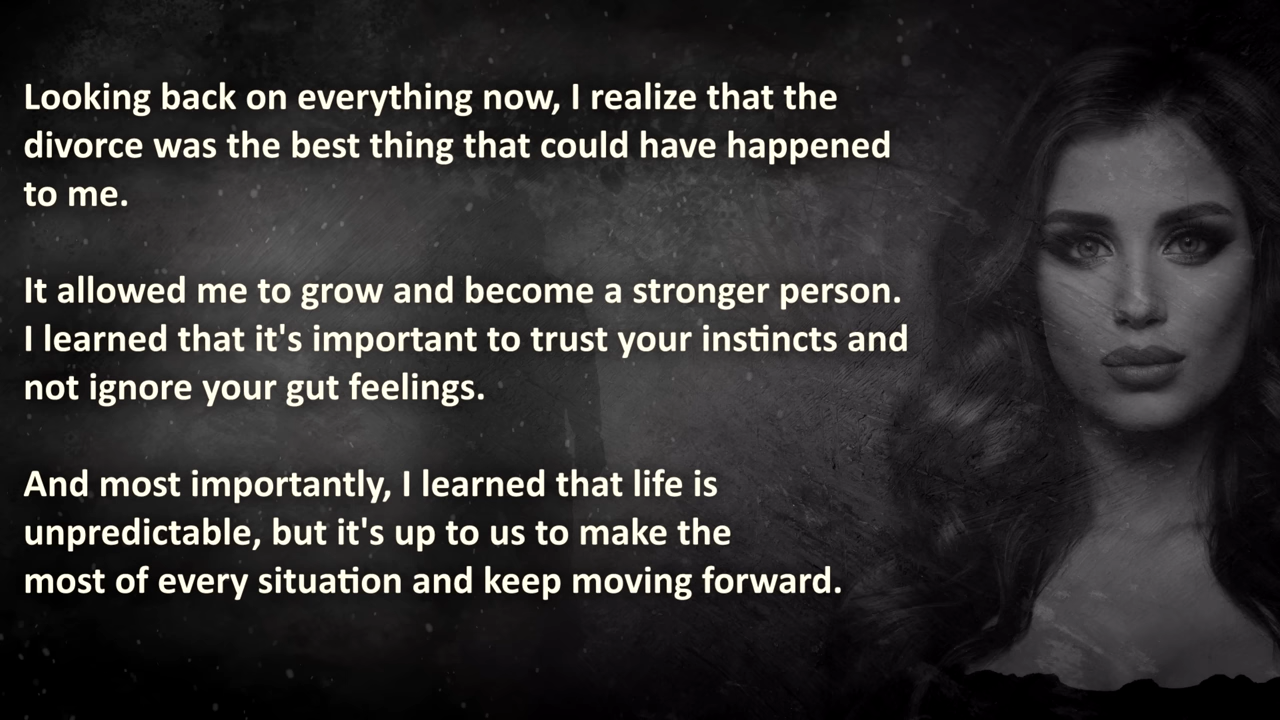 Looking back on everything now, I realize that the
divorce was the best thing that could have happened
to me.
It allowed me to grow and become a stronger person.
I learned that it's important to trust your instincts and
not ignore your gut feelings.
And most importantly, I learned that life is
unpredictable, but it's up to us to make the
most of every situation and keep moving forward.